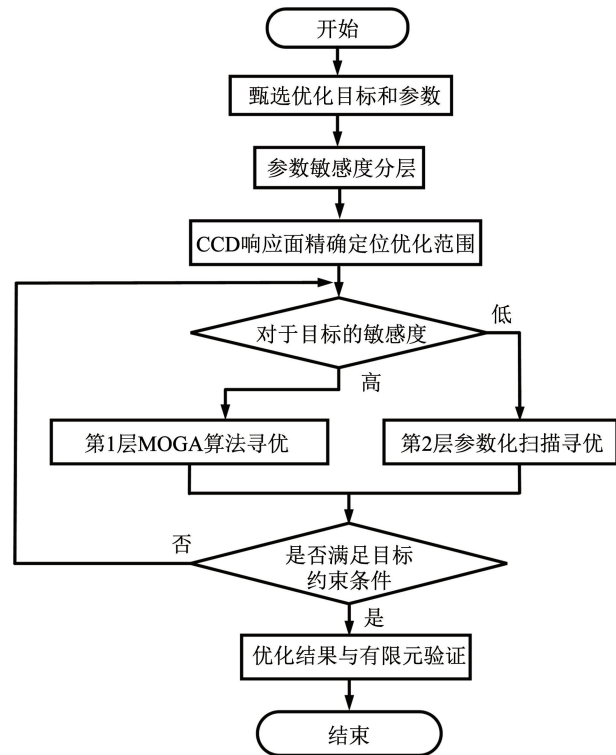 开始
甄选优化目标和参数
参数敏感度分层
CCD响应面精确定位优化范围
对于目标的敏感度
低
高
第1层MOGA算法寻优
第2层参数化扫描寻优
否
是否满足目标
约束条件
是
优化结果与有限元验证
结束